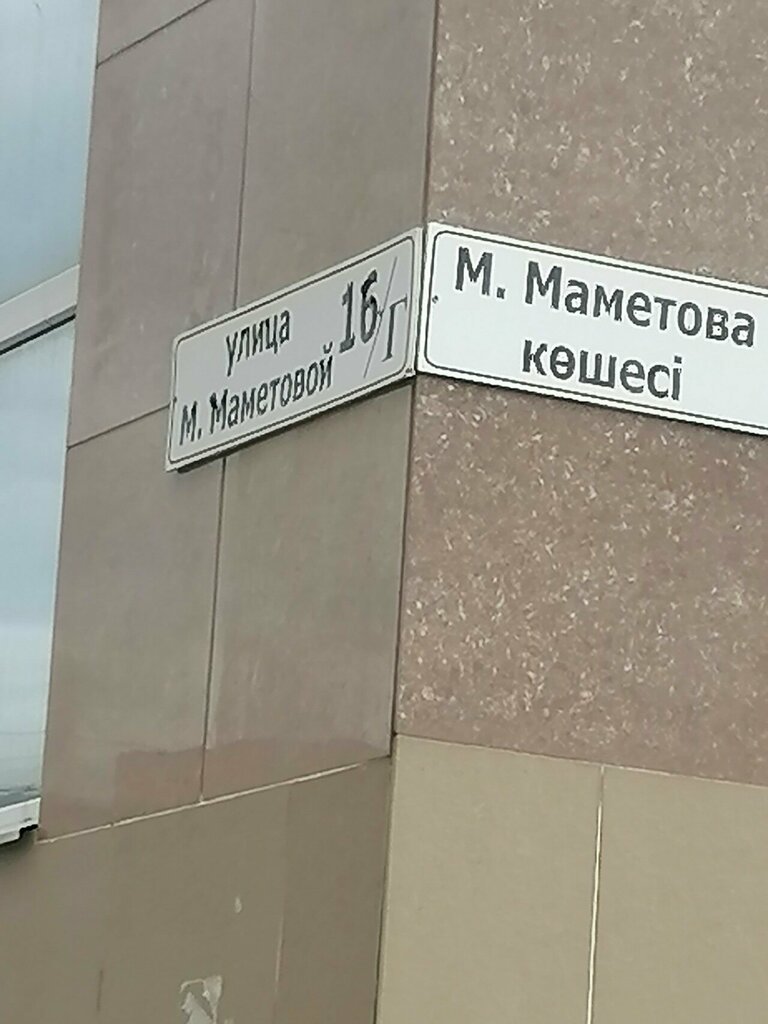 улица
М. Маметовой
16/Г
М. Маметова
көшесі